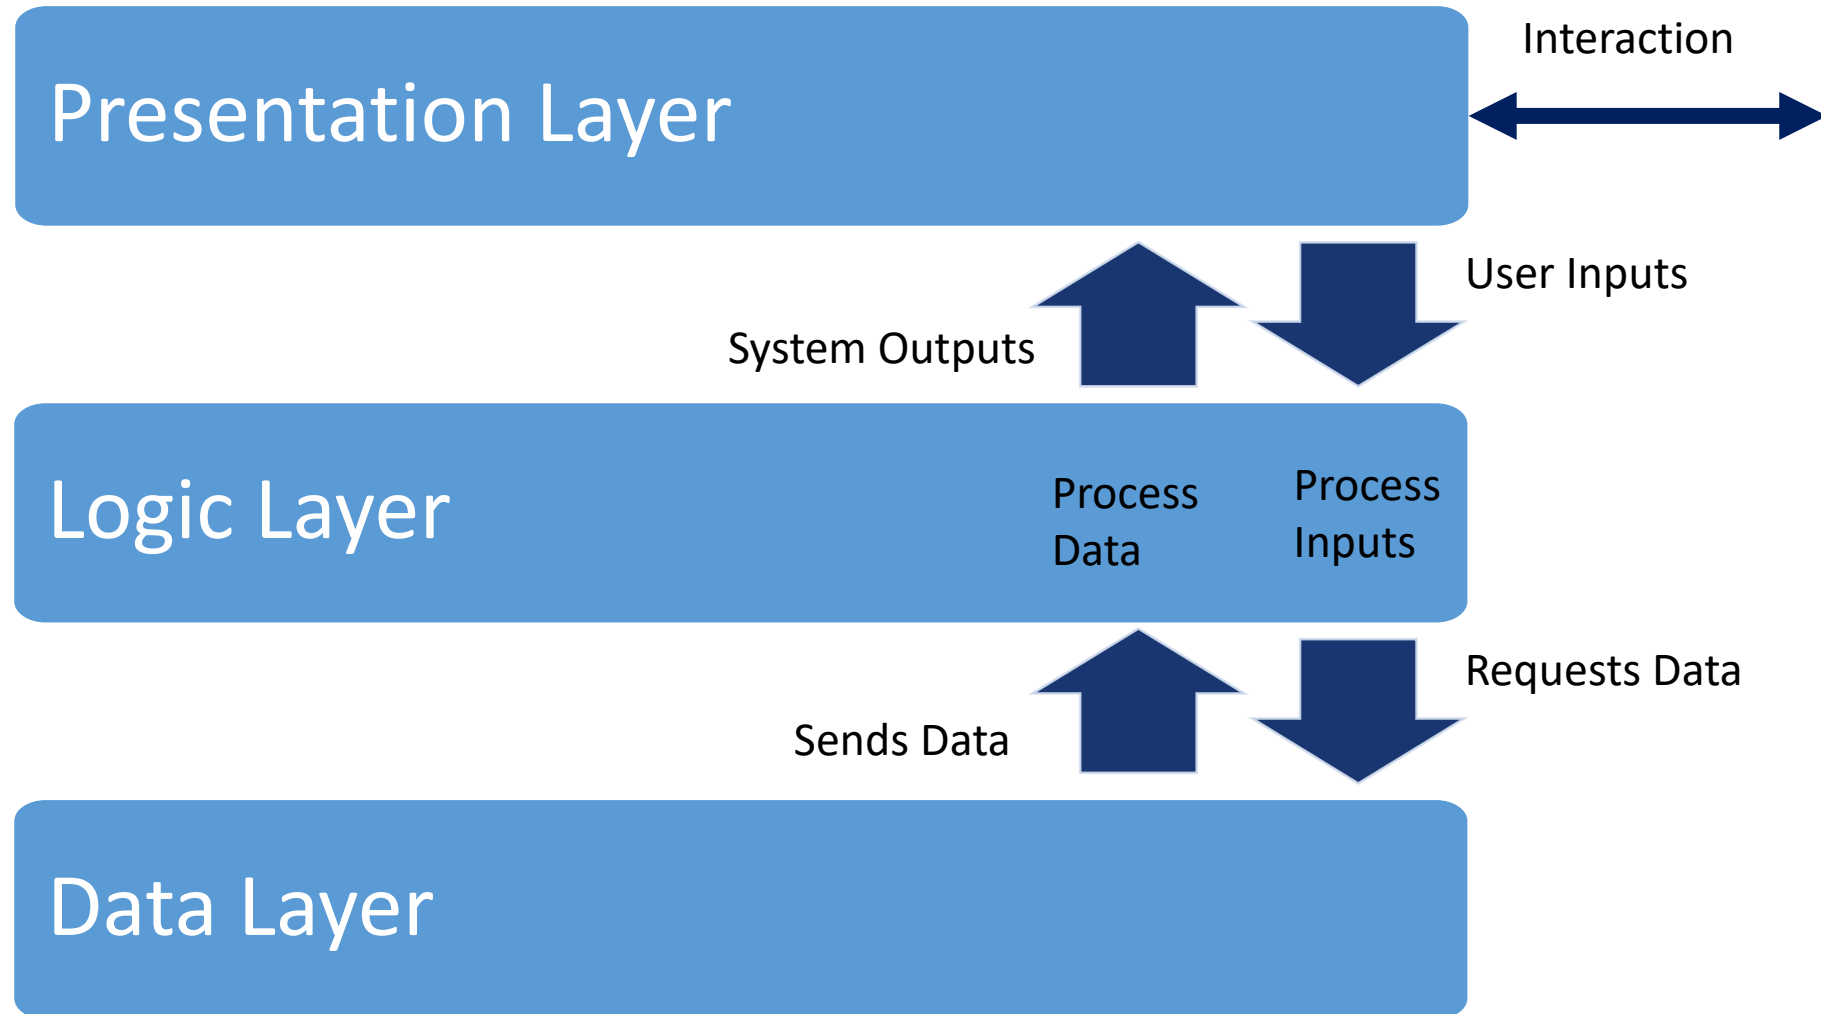 Presentation Layer
Interaction
User Inputs
System Outputs
Logic Layer
Process
Data
Process
Inputs
Requests Data
Sends Data
Data Layer